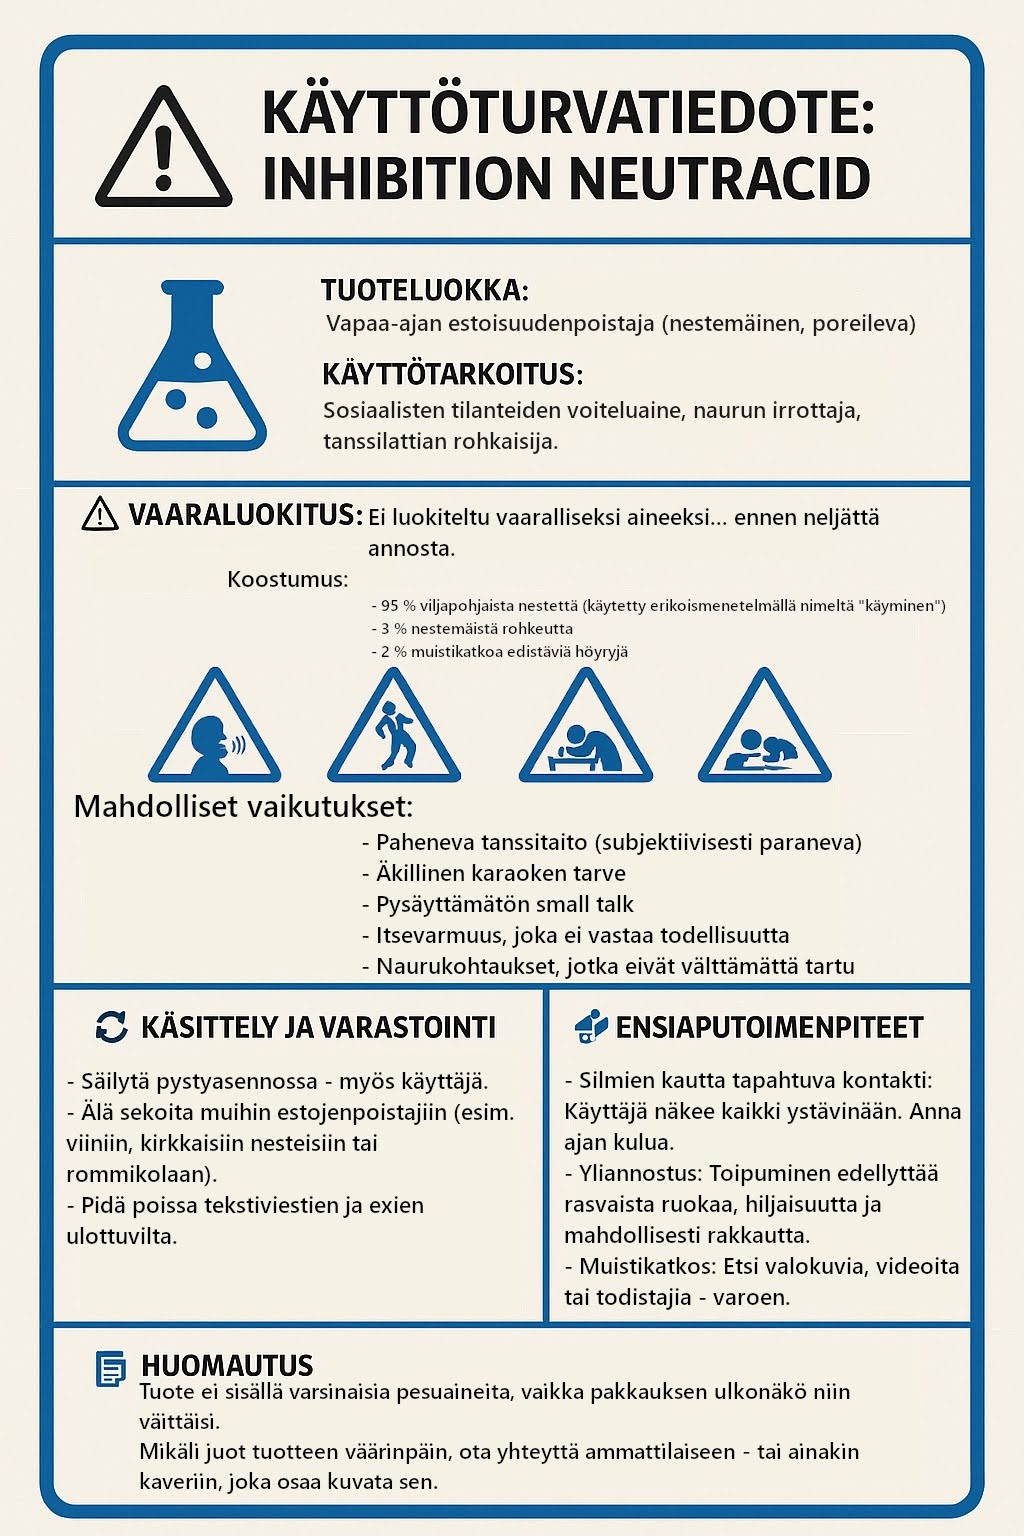 KÄYTTÖTURVATIEDOTE:
INHIBITION NEUTRACID
TUOTELUOKKA:
Vapaa-ajan estoisuudenpoistaja (nestemäinen, poreileva)
KÄYTTÖTARKOITUS:
Sosiaalisten tilanteiden voiteluaine, naurun irrottaja,
tanssilattian rohkaisija.
VAARALUOKITUS: Ei luokiteltu vaaralliseksi aineeksi... ennen neljättä
annosta.
Koostumus:
- 95 % viljapohjaista nestettä (käytetty erikoismenetelmällä nimeltä "käyminen")
- 3 % nestemäistä rohkeutta
- 2 % muistikatkoa edistäviä höyryjä
Mahdolliset vaikutukset:
- Paheneva tanssitaito (subjektiivisesti paraneva)
- Äkillinen karaoken tarve
- Pysäyttämätön small talk
- Itsevarmuus, joka ei vastaa todellisuutta
- Naurukohtaukset, jotka eivät välttämättä tartu
KÄSITTELY JA VARASTOINTI
- Säilytä pystyasennossa - myös käyttäjä.
- Älä sekoita muihin estojenpoistajiin (esim.
viiniin, kirkkaisiin nesteisiin tai
rommikolaan).
- Pidä poissa tekstiviestien ja exien
ulottuvilta.
ENSIAPUTOIMENPITEET
- Silmien kautta tapahtuva kontakti:
Käyttäjä näkee kaikki ystävinään. Anna
ajan kulua.
- Yliannostus: Toipuminen edellyttää
rasvaista ruokaa, hiljaisuutta ja
mahdollisesti rakkautta.
- Muistikatkos: Etsi valokuvia, videoita
tai todistajia - varoen.
HUOMAUTUS
Tuote ei sisällä varsinaisia pesuaineita, vaikka pakkauksen ulkonäkö niin
väittäisi.
Mikäli juot tuotteen väärinpäin, ota yhteyttä ammattilaiseen - tai ainakin
kaveriin, joka osaa kuvata sen.